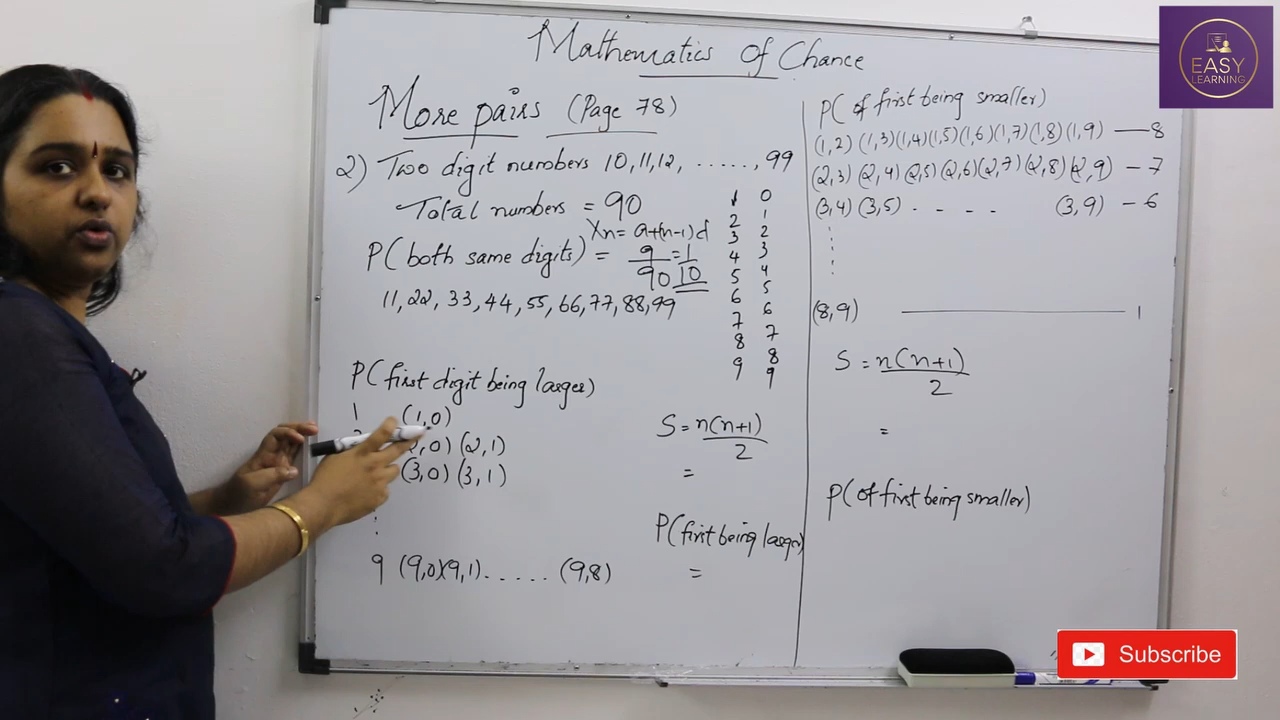 Mathematics Of Chance
More pairs (Page 78)
2) Two digit numbers 10, 11, 12, ......, 99
Total numbers = 90
Xn = a+(n-1)d
P(both same digits) = 9/90 = 1/10
11, 22, 33, 44, 55, 66, 77, 88, 99
1 0
2 1
3 2
4 3
5 4
6 5
7 6
8 7
9 8
9
P(first digit being larger)
1 (1,0)
2,0) (2,1)
(3,0) (3,1)
9 (9,0)(9,1)...... (9,8)
S = n(n+1)/2
=
P(first being larger)
=
P(of first being smaller)
(1,2) (1,3)(1,4)(1,5)(1,6)(1,7)(1,8)(1,9) — 8
(2,3) (2,4) (2,5) (2,6)(2,7)(2,8)(2,9) - 7
(3,4) (3,5) . . . . (3,9) - 6
(8,9) — 1
S = n(n+1)/2
=
P(of first being smaller)
EASY
LEARNING
Subscribe